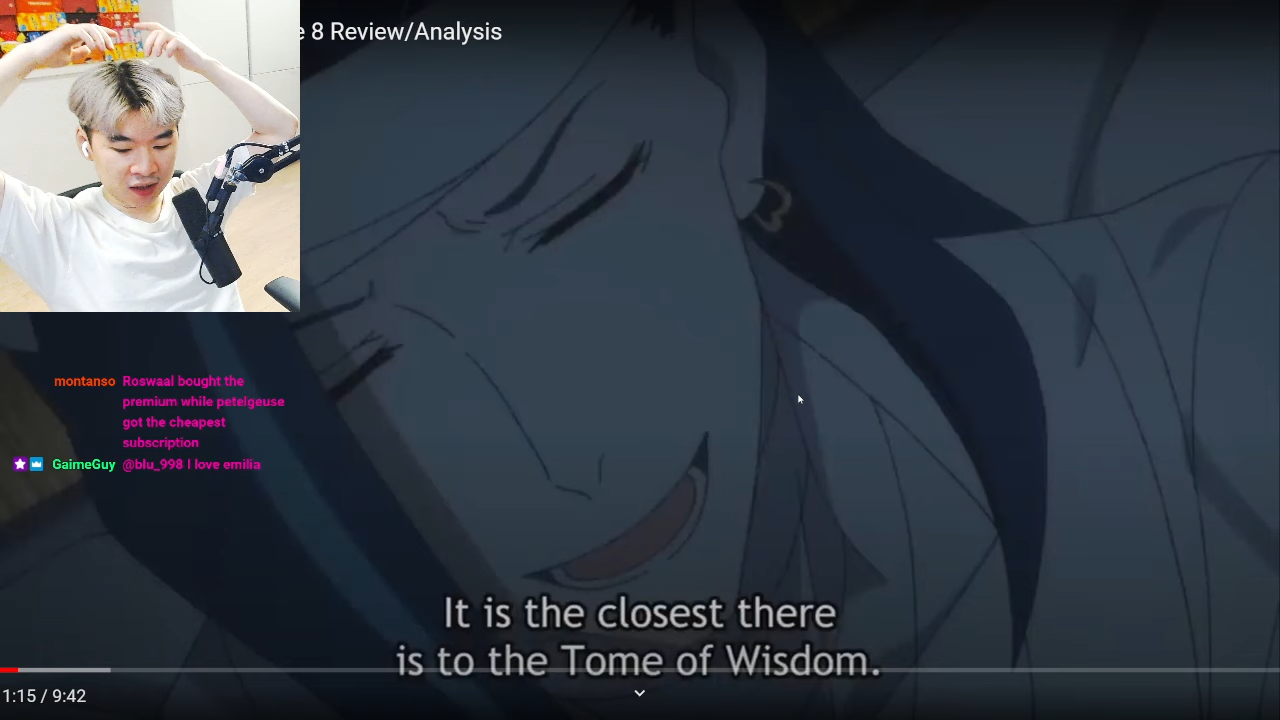 e 8 Review/Analysis
montanso Roswaal bought the
premium while petelgeuse
got the cheapest
subscription
GaimeGuy @blu_998 I love emilia
It is the closest there
is to the Tome of Wisdom.
1:15 / 9:42